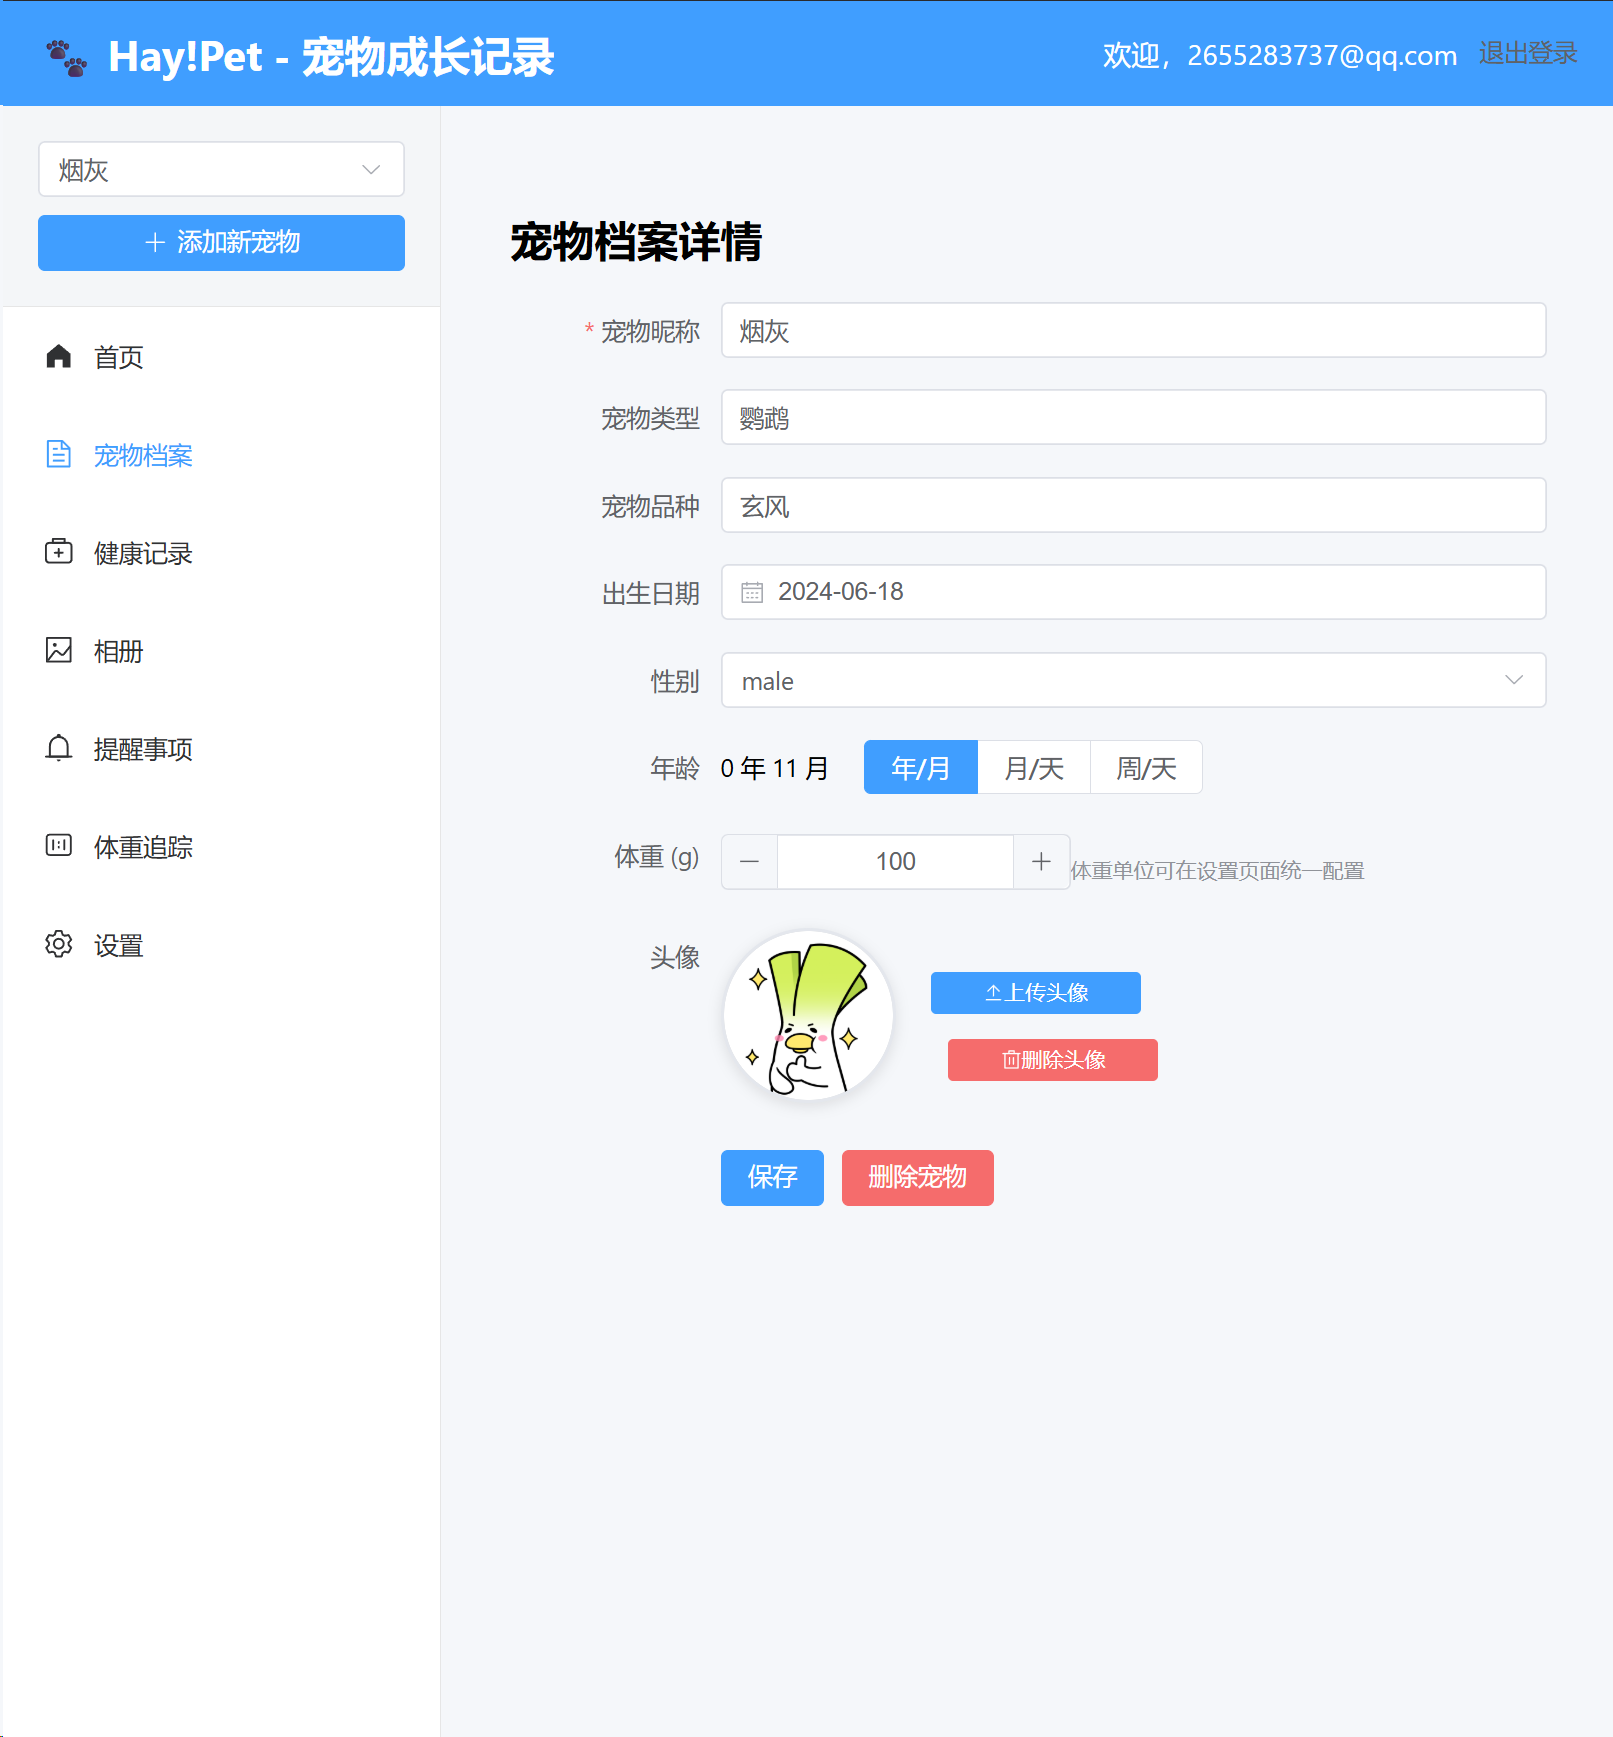 Hay!Pet - 宠物成长记录
欢迎，2655283737@qq.com 退出登录
烟灰
添加新宠物
首页
宠物档案
健康记录
相册
提醒事项
体重追踪
设置
宠物档案详情
* 宠物昵称 烟灰
宠物类型 鹦鹉
宠物品种 玄风
出生日期 2024-06-18
性别 male
年龄 0 年 11 月 年/月 月/天 周/天
体重 (g) 100 体重单位可在设置页面统一配置
头像
上传头像
删除头像
保存 删除宠物